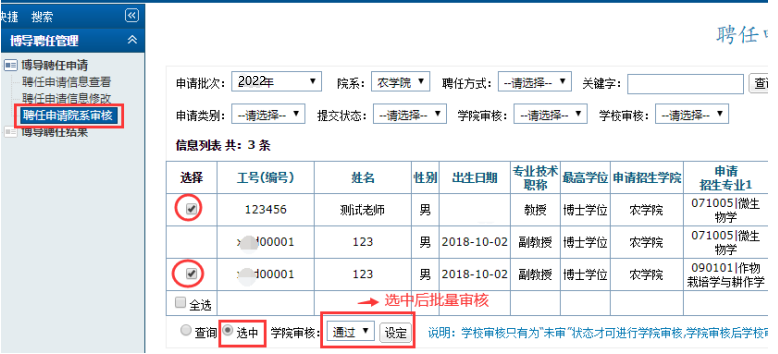 快捷 搜索
博导聘任管理
聘任
博导聘任申请
聘任申请信息查看
聘任申请信息修改
聘任申请院系审核
博导聘任结果
申请批次： 2022年 院系： 农学院 聘任方式： --请选择-- 关键字：
申请类别： --请选择-- 提交状态： --请选择-- 学院审核： --请选择-- 学校审核： --请选择--
信息列表 共：3 条
选择 工号(编号) 姓名 性别 出生日期 专业技术职称 最高学位 申请招生学院 申请招生专业1
123456 测试老师 男 教授 博士学位 农学院 071005|微生物学
00001 123 男 2018-10-02 副教授 博士学位 农学院 071005|微生物学
00001 123 男 2018-10-02 副教授 博士学位 农学院 090101|作物栽培学与耕作学
全选
选中后批量审核
查询 选中 学院审核： 通过 设定 说明：学校审核只有为"未审"状态才可进行学院审核,学院审核后学校